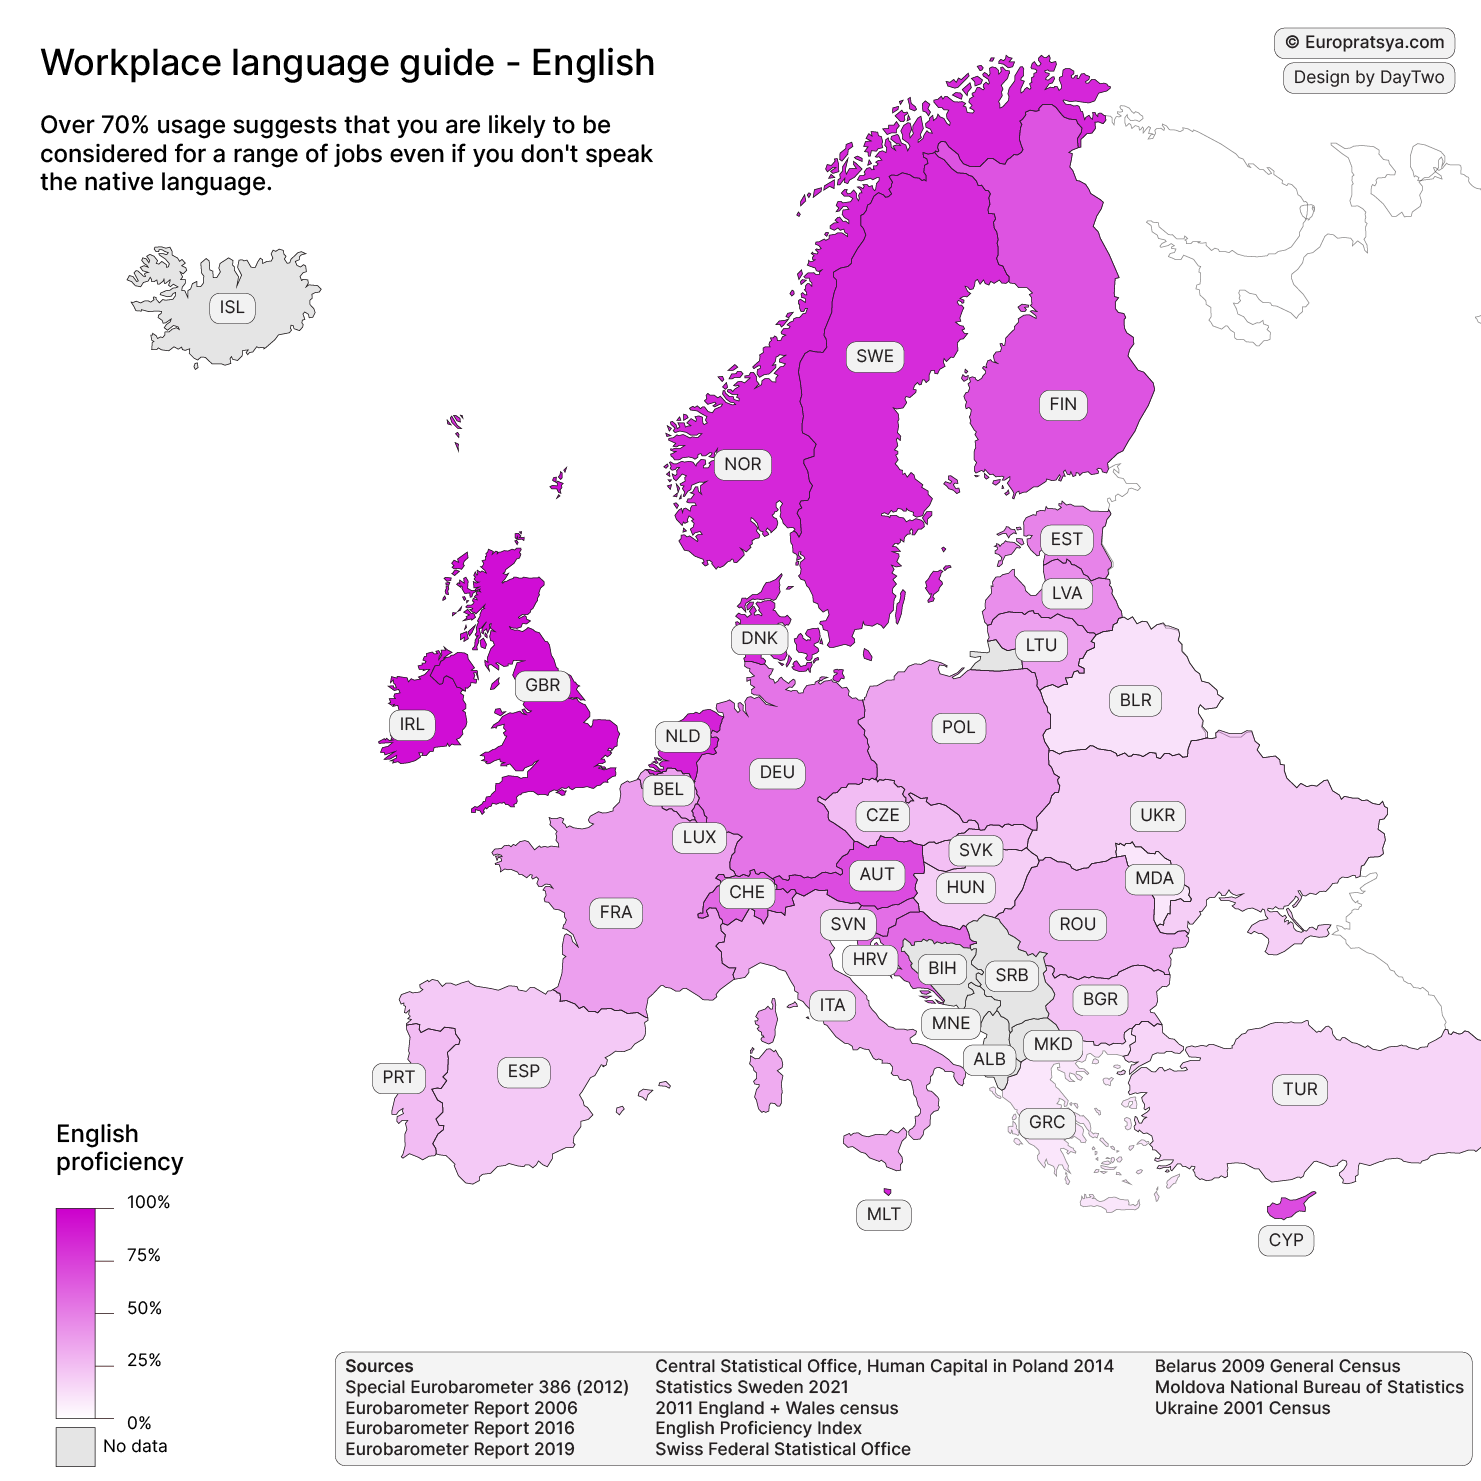 Workplace language guide - English
Over 70% usage suggests that you are likely to be
considered for a range of jobs even if you don't speak
the native language.
© Europratsya.com
Design by DayTwo
ISL
SWE
FIN
NOR
EST
LVA
DNK
LTU
GBR
BLR
IRL
NLD
POL
DEU
BEL
CZE
UKR
LUX
SVK
AUT
MDA
HUN
CHE
FRA
SVN
ROU
HRV
BIH
SRB
BGR
ITA
MNE
MKD
ALB
ESP
PRT
TUR
GRC
MLT
CYP
English
proficiency
100%
75%
50%
25%
0%
No data
Sources
Special Eurobarometer 386 (2012)
Eurobarometer Report 2006
Eurobarometer Report 2016
Eurobarometer Report 2019
Central Statistical Office, Human Capital in Poland 2014
Statistics Sweden 2021
2011 England + Wales census
English Proficiency Index
Swiss Federal Statistical Office
Belarus 2009 General Census
Moldova National Bureau of Statistics
Ukraine 2001 Census